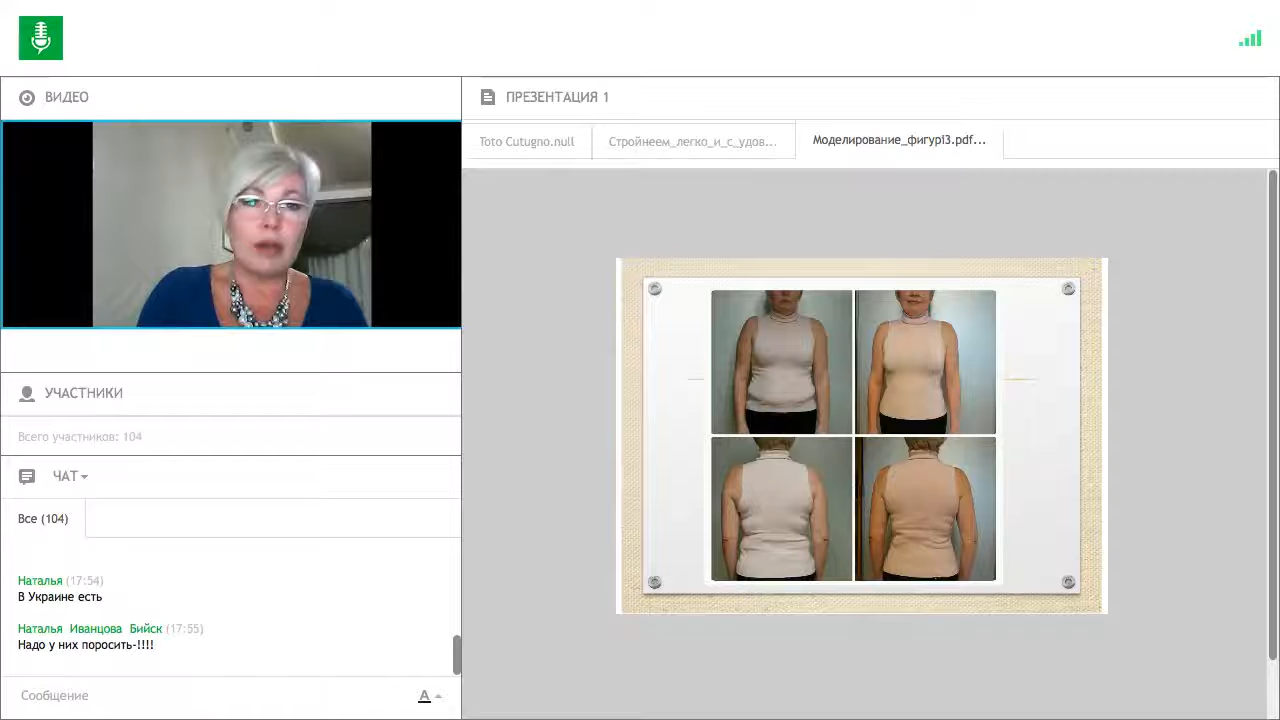 ВИДЕО
ПРЕЗЕНТАЦИЯ 1
Toto Cutugno.null
Стройнеем_легко_и_с_удов...
Моделирование_фигурI3.pdf...
УЧАСТНИКИ
Всего участников: 104
ЧАТ
Все (104)
Наталья (17:54)
В Украине есть
Наталья Иванцова Бийск (17:55)
Надо у них поросить-!!!!
Сообщение
A